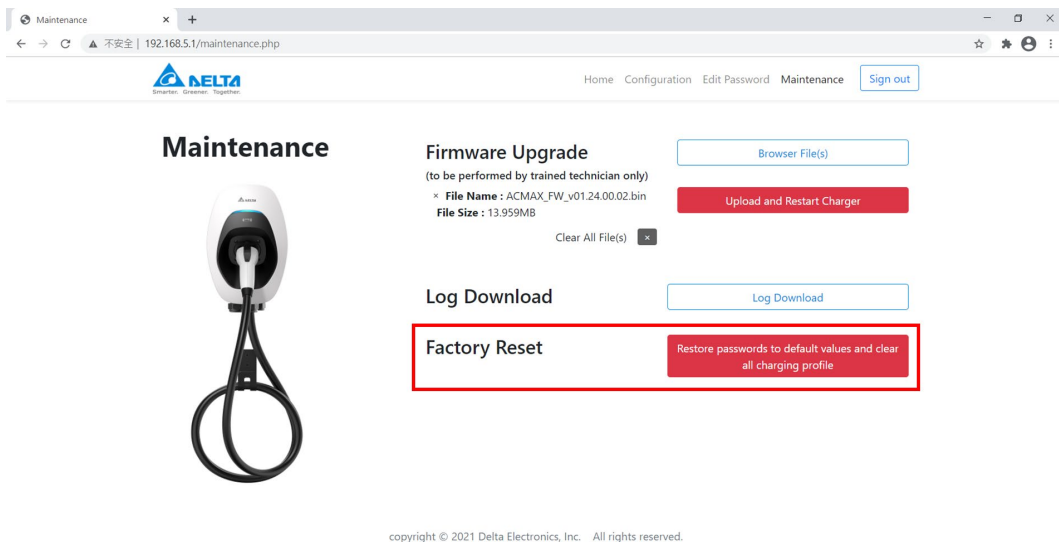 Maintenance
不安全 | 192.168.5.1/maintenance.php
DELTA
Smarter. Greener. Together.
Home Configuration Edit Password Maintenance Sign out
Maintenance
Firmware Upgrade
(to be performed by trained technician only)
× File Name : ACMAX_FW_v01.24.00.02.bin
File Size : 13.959MB
Clear All File(s) ×
Browser File(s)
Upload and Restart Charger
Log Download
Log Download
Factory Reset
Restore passwords to default values and clear
all charging profile
copyright © 2021 Delta Electronics, Inc. All rights reserved.